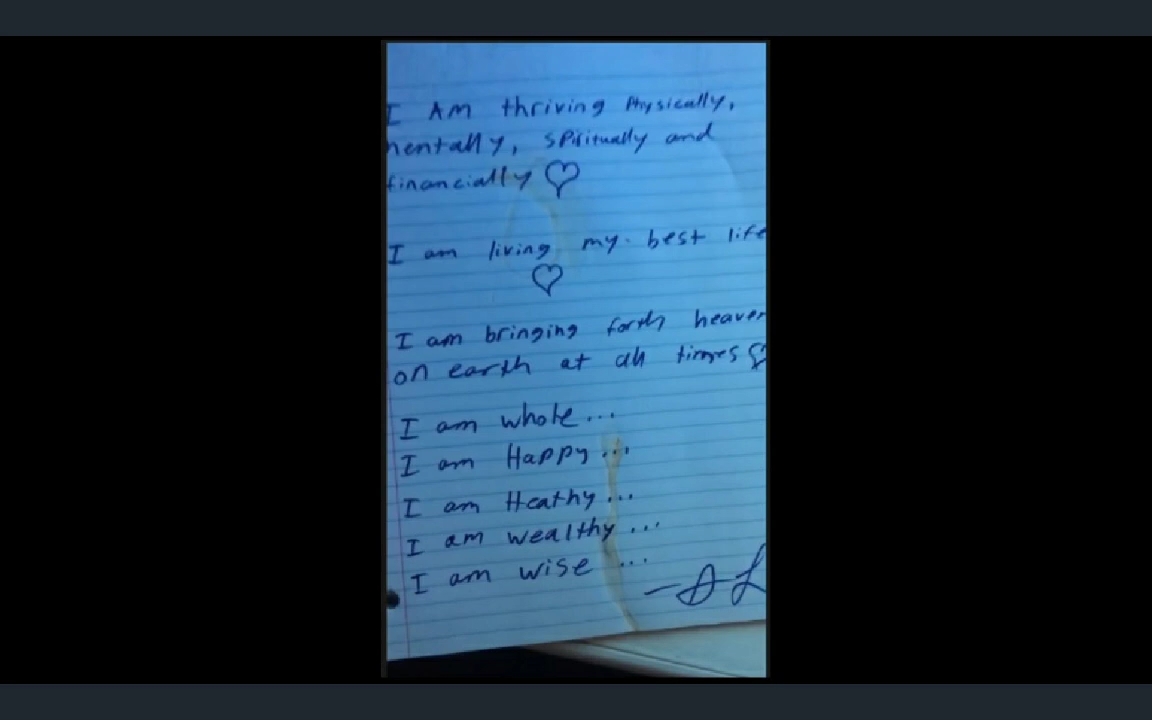 I AM thriving Physically,
mentally, spiritually and
financially ♡
I am living my best life
♡
I am bringing forth heaven
on earth at all times ♡
I am whole...
I am Happy...
I am Heathy...
I am wealthy...
I am wise ...
- A L